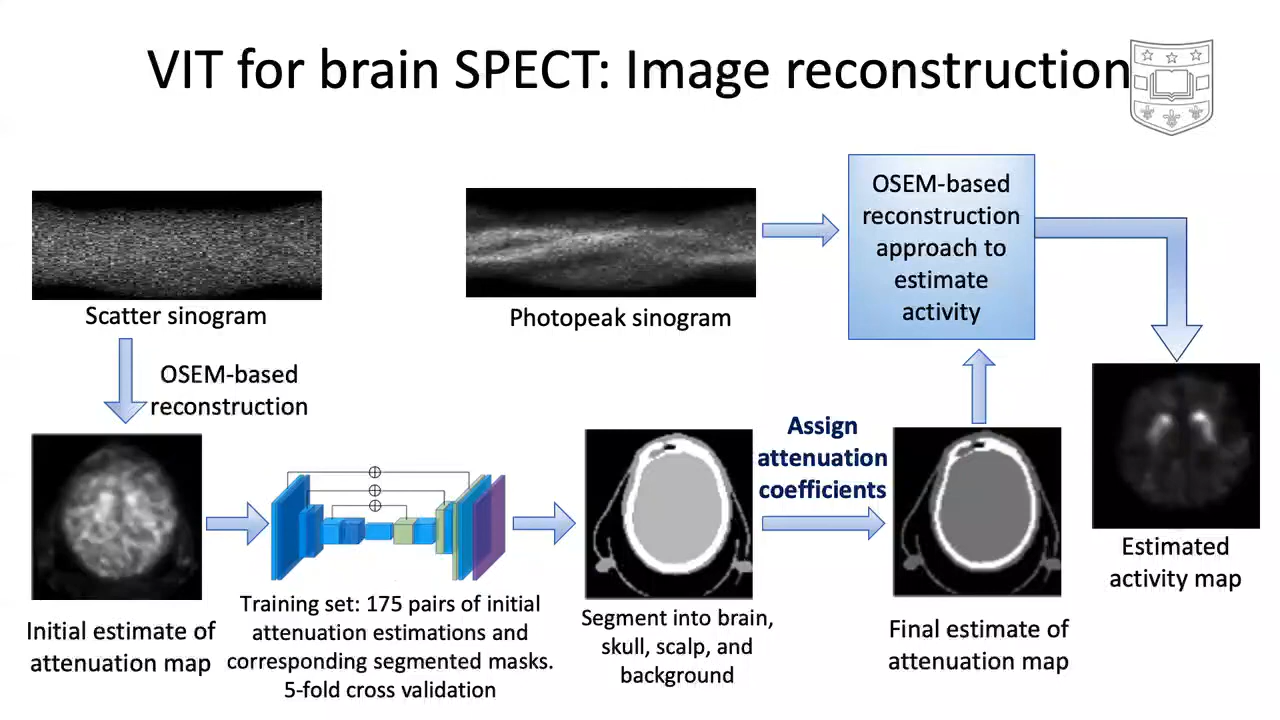 VIT for brain SPECT: Image reconstruction
Scatter sinogram
Photopeak sinogram
OSEM-based
reconstruction
approach to
estimate
activity
OSEM-based
reconstruction
Assign
attenuation
coefficients
Initial estimate of
attenuation map
Training set: 175 pairs of initial
attenuation estimations and
corresponding segmented masks.
5-fold cross validation
Segment into brain,
skull, scalp, and
background
Final estimate of
attenuation map
Estimated
activity map